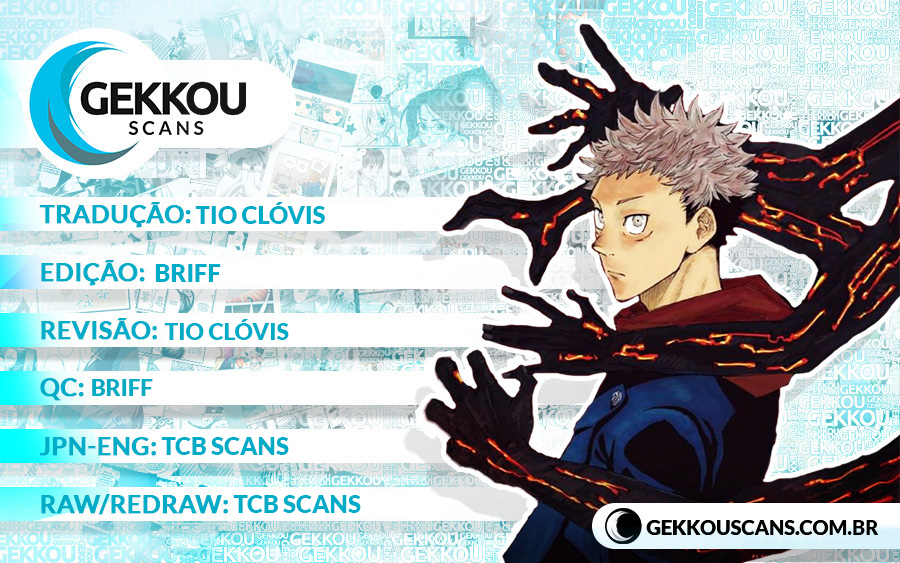 GEKKOU
SCANS
TRADUÇÃO: TIO CLÓVIS
EDIÇÃO: BRIFF
REVISÃO: TIO CLÓVIS
QC: BRIFF
JPN-ENG: TCB SCANS
RAW/REDRAW: TCB SCANS
GEKKOUSCANS.COM.BR